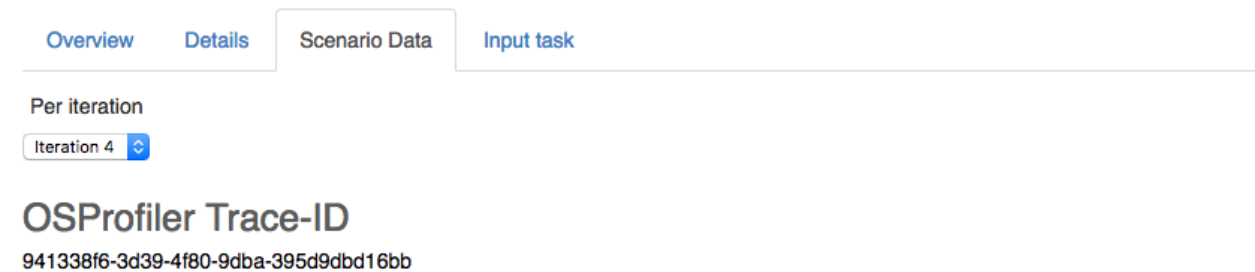 Overview Details Scenario Data Input task
Per iteration
Iteration 4
OSProfiler Trace-ID
941338f6-3d39-4f80-9dba-395d9dbd16bb